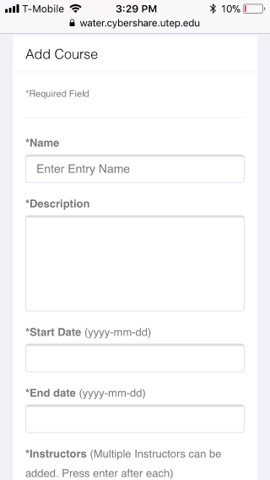 T-Mobile 3:29 PM 10%
water.cybershare.utep.edu
Add Course
*Required Field
*Name
Enter Entry Name
*Description
*Start Date (yyyy-mm-dd)
*End date (yyyy-mm-dd)
*Instructors (Multiple Instructors can be
added. Press enter after each)